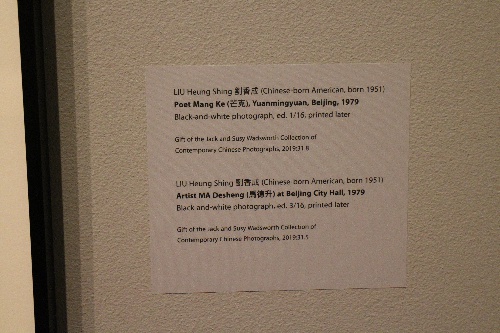 LIU Heung Shing 劉香成 (Chinese-born American, born 1951)
Poet Mang Ke (芒克), Yuanmingyuan, Beijing, 1979
Black-and-white photograph, ed. 1/16, printed later
Gift of the Jack and Susy Wadsworth Collection of
Contemporary Chinese Photographs, 2019.31.8
LIU Heung Shing 劉香成 (Chinese-born American, born 1951)
Artist MA Desheng (馬德升) at Beijing City Hall, 1979
Black-and-white photograph, ed. 3/16, printed later
Gift of the Jack and Susy Wadsworth Collection of
Contemporary Chinese Photographs, 2019.31.5